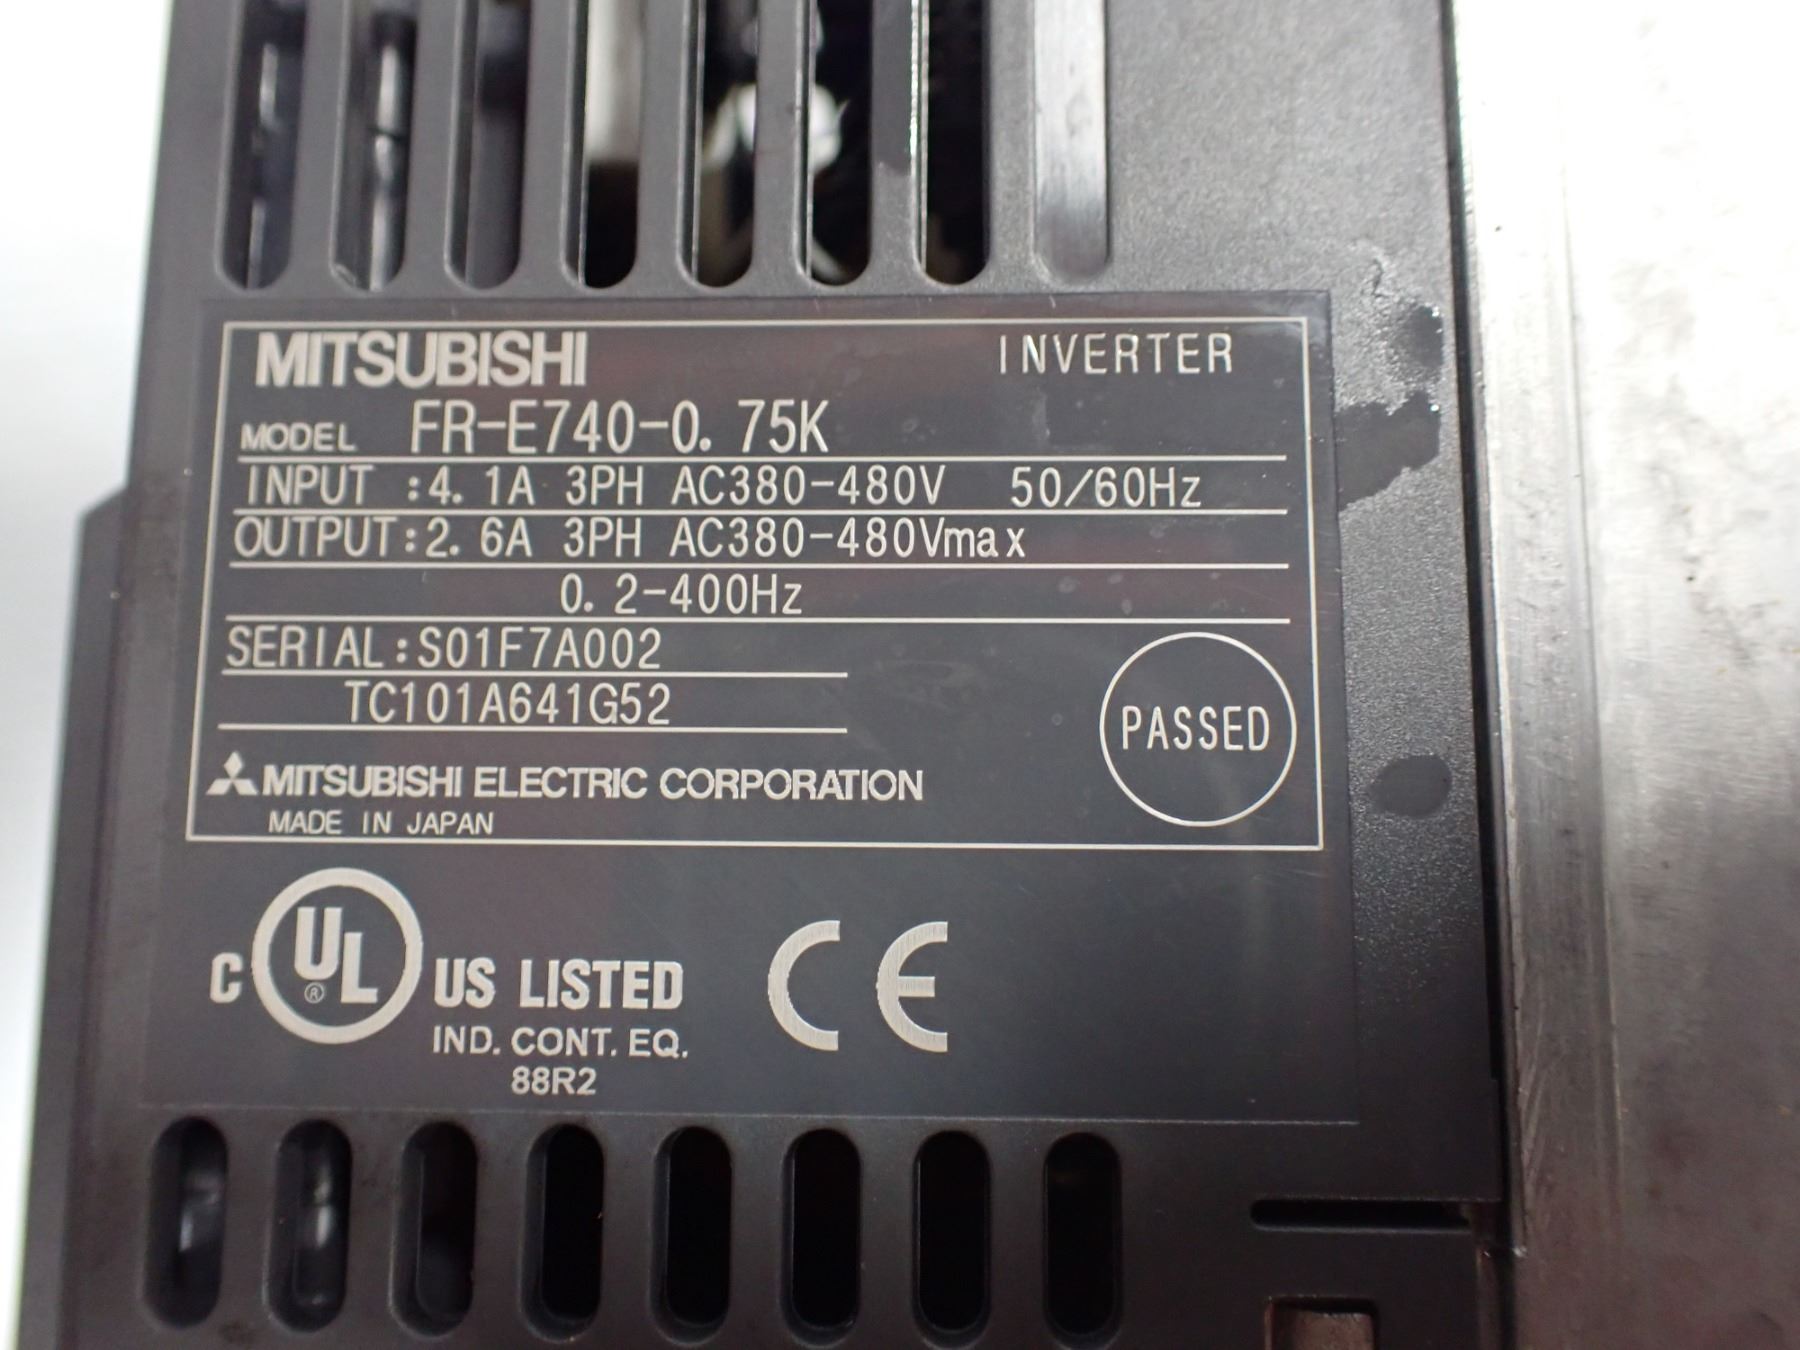 MITSUBISHI INVERTER
MODEL FR-E740-0.75K
INPUT :4.1A 3PH AC380-480V 50/60Hz
OUTPUT:2.6A 3PH AC380-480Vmax
0.2-400Hz
SERIAL:S01F7A002
TC101A641G52
PASSED
MITSUBISHI ELECTRIC CORPORATION
MADE IN JAPAN
C UL ® US LISTED
IND. CONT. EQ.
88R2
CE